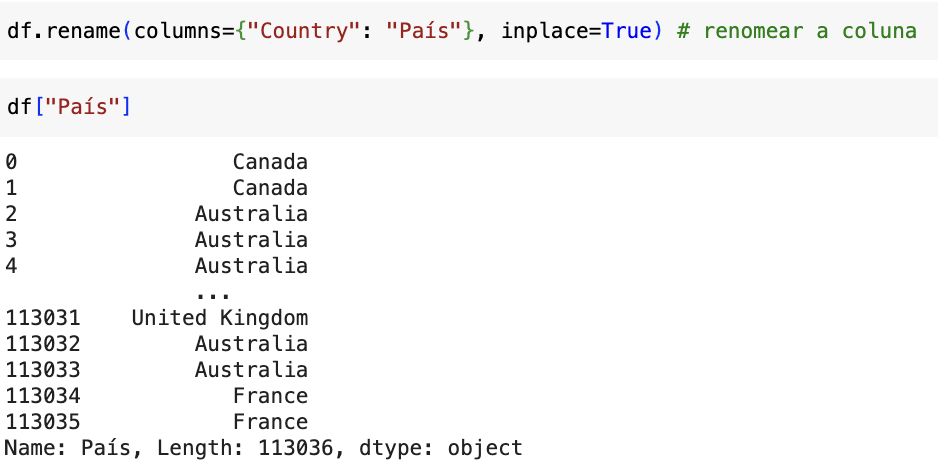 df.rename(columns={"Country": "País"}, inplace=True) # renomear a coluna
df["País"]
0                 Canada
1                 Canada
2              Australia
3              Australia
4              Australia
               ...
113031    United Kingdom
113032         Australia
113033         Australia
113034            France
113035            France
Name: País, Length: 113036, dtype: object